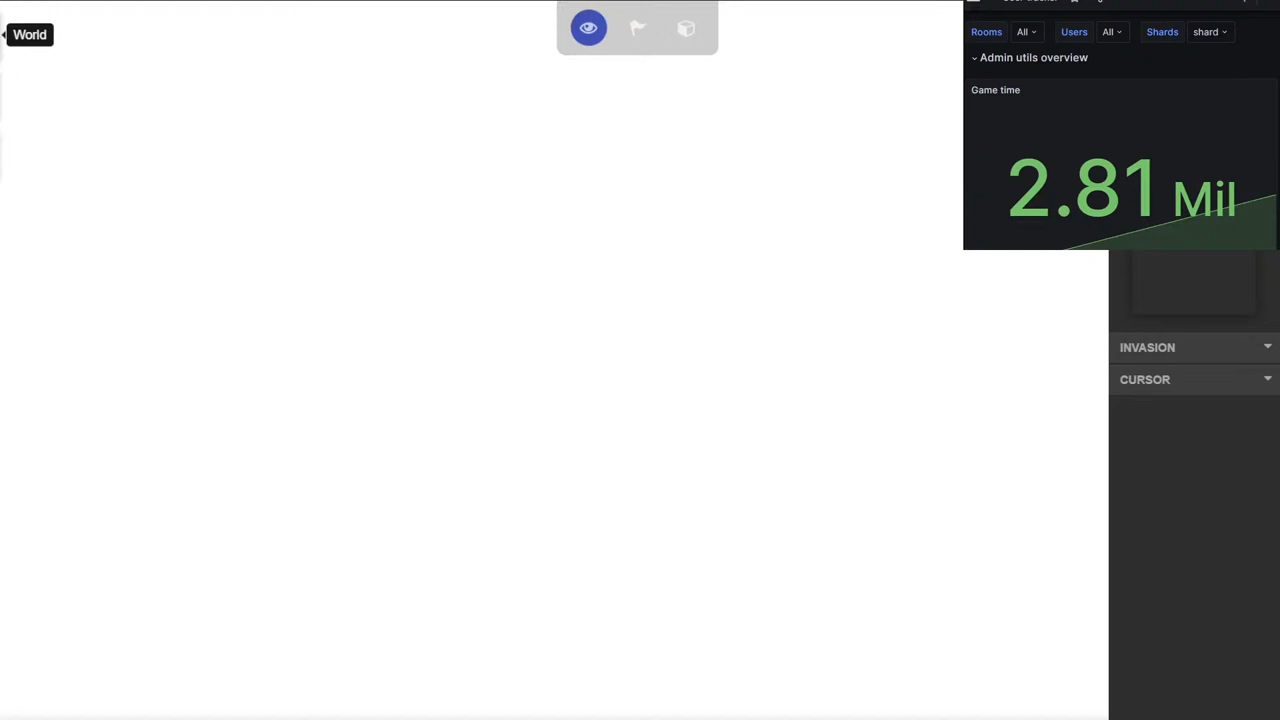 World
Rooms All Users All Shards shard
Admin utils overview
Game time
2.81 Mil
INVASION
CURSOR